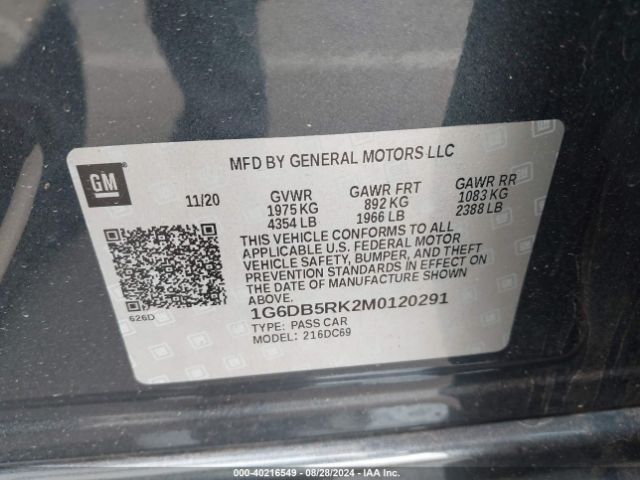 GM
MFD BY GENERAL MOTORS LLC
11/20
GVWR
1975 KG
4354 LB
GAWR FRT
892 KG
1966 LB
GAWR RR
1083 KG
2388 LB
THIS VEHICLE CONFORMS TO ALL
APPLICABLE U.S. FEDERAL MOTOR
VEHICLE SAFETY, BUMPER, AND THEFT
PREVENTION STANDARDS IN EFFECT ON
THE DATE OF MANUFACTURE SHOWN
ABOVE.
626D
1G6DB5RK2M0120291
TYPE: PASS CAR
MODEL: 216DC69
000-40216549 - 08/28/2024 - IAA Inc.